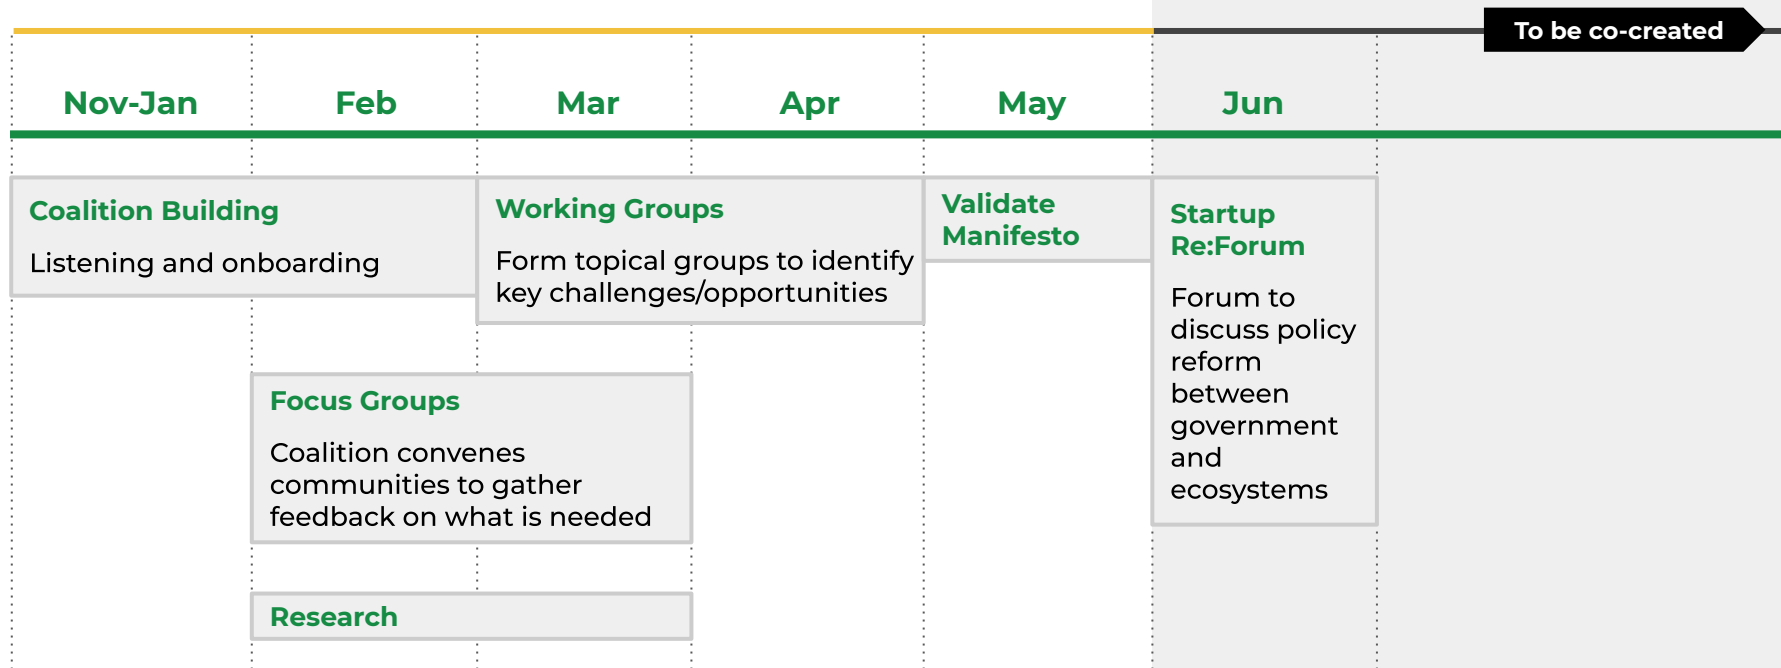 To be co-created
Nov-Jan
Feb
Mar
Apr
May
Jun
Coalition Building
Listening and onboarding
Working Groups
Form topical groups to identify
key challenges/opportunities
Validate
Manifesto
Startup
Re:Forum
Forum to
discuss policy
reform
between
government
and
ecosystems
Focus Groups
Coalition convenes
communities to gather
feedback on what is needed
Research